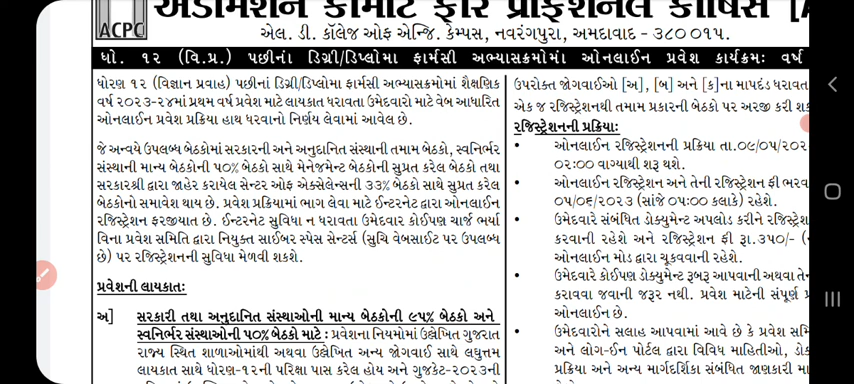 ACPC
એડમિશન કમિટિ ફોર પ્રોફેશનલ કોર્સિસ
એલ. ડી. કૉલેજ ઓફ એન્જિ. કેમ્પસ, નવરંગપુરા, અમદાવાદ - ૩૮૦ ૦૧૫.
ધો. ૧૨ (વિ.પ્ર.) પછીનાં ડિગ્રી/ડિપ્લોમા ફાર્મસી અભ્યાસક્રમોમાં ઓનલાઈન પ્રવેશ કાર્યક્રમઃ વર્ષ
ધોરણ ૧૨ (વિજ્ઞાન પ્રવાહ) પછીનાં ડિગ્રી/ડિપ્લોમા ફાર્મસી અભ્યાસક્રમોમાં શૈક્ષણિક
વર્ષ ૨૦૨૩-૨૪માં પ્રથમ વર્ષ પ્રવેશ માટે લાયકાત ધરાવતા ઉમેદવારો માટે વેબ આધારિત
ઓનલાઈન પ્રવેશ પ્રક્રિયા હાથ ધરવાનો નિર્ણય લેવામાં આવેલ છે.
જે અન્વયે ઉપલબ્ધ બેઠકોમાં સરકારની અને અનુદાનિત સંસ્થાની તમામ બેઠકો, સ્વનિર્ભર
સંસ્થાની માન્ય બેઠકોની ૫૦% બેઠકો સાથે મેનેજમેન્ટ બેઠકોની સુપ્રત કરેલ બેઠકો તથા
સરકારશ્રી દ્વારા જાહેર કરાયેલ સેન્ટર ઓફ એક્સેલેન્સની ૩૩% બેઠકો સાથે સુપ્રત કરેલ
બેઠકોનો સમાવેશ થાય છે. પ્રવેશ પ્રક્રિયામાં ભાગ લેવા માટે ઈન્ટરનેટ દ્વારા ઓનલાઈન
રજિસ્ટ્રેશન ફરજીયાત છે. ઈન્ટરનેટ સુવિધા ન ધરાવતા ઉમેદવાર કોઈપણ ચાર્જ ભર્યા
વિના પ્રવેશ સમિતિ દ્વારા નિયુક્ત સાઈબર સ્પેસ સેન્ટર્સ (સુચિ વેબસાઈટ પર ઉપલબ્ધ
છે) પર રજિસ્ટ્રેશનની સુવિધા મેળવી શકશે.
પ્રવેશની લાયકાતઃ
અ] સરકારી તથા અનુદાનિત સંસ્થાઓની માન્ય બેઠકોની ૯૫% બેઠકો અને
સ્વનિર્ભર સંસ્થાઓની ૫૦% બેઠકો માટે : પ્રવેશના નિયમોમાં ઉલ્લેખિત ગુજરાત
રાજ્ય સ્થિત શાળાઓમાંથી અથવા ઉલ્લેખિત અન્ય જોગવાઈ સાથે લઘુત્તમ
લાયકાત સાથે ધોરણ-૧૨ની પરિક્ષા પાસ કરેલ હોય અને ગુજકેટ-૨૦૨૩ની
ઉપરોક્ત જોગવાઈઓ [અ], [બ] અને [ક]ના માપદંડ ધરાવત
એક જ રજિસ્ટ્રેશનથી તમામ પ્રકારની બેઠકો પર અરજી કરી શક
રજિસ્ટ્રેશનની પ્રક્રિયાઃ
• ઓનલાઈન રજિસ્ટ્રેશનની પ્રક્રિયા તા.૦૯/૦૫/૨૦૨
૦૨:૦૦ વાગ્યાથી શરૂ થશે.
• ઓનલાઈન રજિસ્ટ્રેશન અને તેની રજિસ્ટ્રેશન ફી ભરવ
૦૫/૦૬/૨૦૨૩ (સાંજે ૦૫:૦૦ કલાકે) રહેશે.
• ઉમેદવારે સંબંધિત ડોક્યુમેન્ટ અપલોડ કરીને રજિસ્ટ્રેશ
કરવાની રહેશે અને રજિસ્ટ્રેશન ફી રૂા.૩૫૦/-
ઓનલાઈન મોડ દ્વારા ચૂકવવાની રહેશે.
• ઉમેદવારે કોઈપણ ડોક્યુમેન્ટ રૂબરૂ આપવાની અથવા તેન
કરાવવા જવાની જરૂર નથી. પ્રવેશ માટેની સંપૂર્ણ પ્ર
ઓનલાઈન છે.
• ઉમેદવારોને સલાહ આપવામાં આવે છે કે પ્રવેશ સમિ
અને લોગ-ઈન પોર્ટલ દ્વારા વિવિધ માહિતીઓ, ડોક
પ્રક્રિયા અને અન્ય માર્ગદર્શિકા સંબંધિત જાણકારી મા